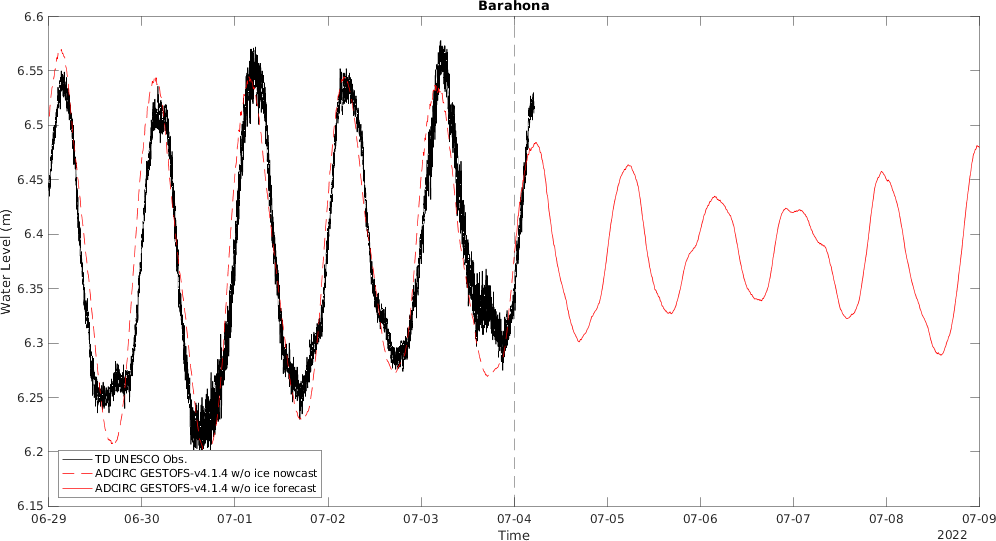 Barahona
6.6
6.55
6.5
6.45
6.4
6.35
6.3
6.25
6.2
6.15
Water Level (m)
TD UNESCO Obs.
ADCIRC GESTOFS-v4.1.4 w/o ice nowcast
ADCIRC GESTOFS-v4.1.4 w/o ice forecast
06-29 06-30 07-01 07-02 07-03 07-04 07-05 07-06 07-07 07-08 07-09
Time
2022